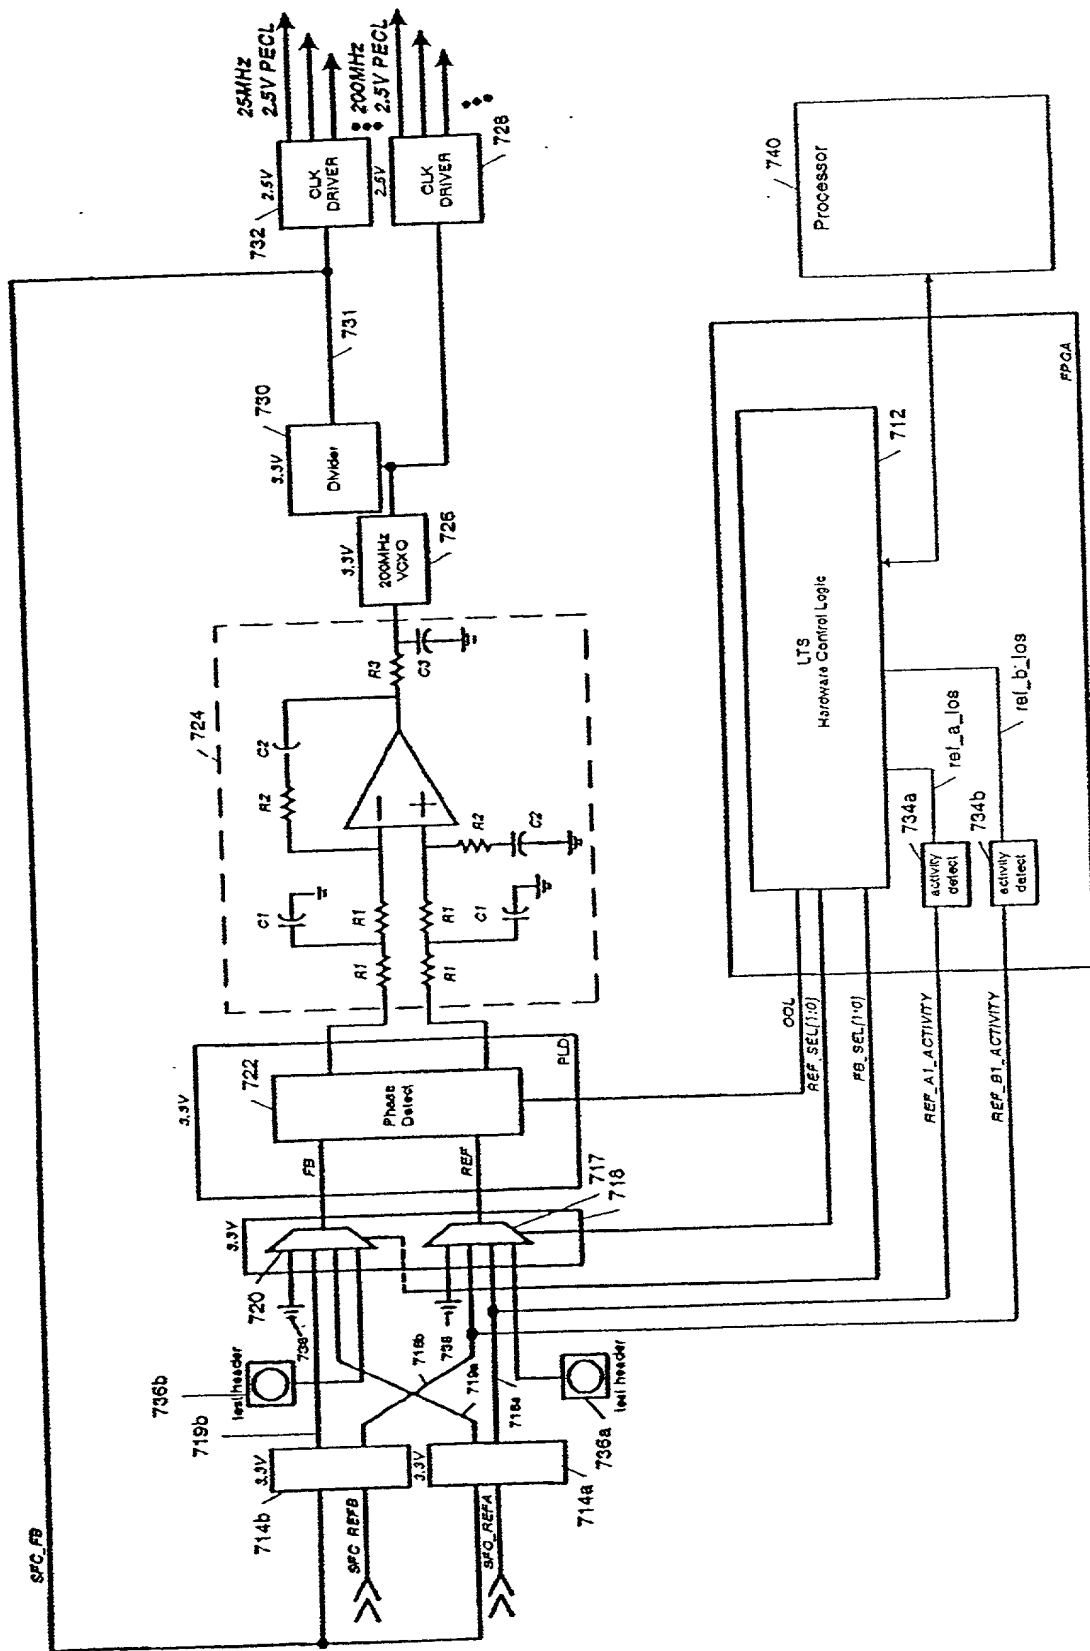 SFC_FB
714b
3.3V
SFC_REFB
3.3V
SFC_REFA
714a
719b
736b
test header
718b
719a
718a
736a
test header
738
738
720
3.3V
717
718
3.3V
722
FB
REF
Phase
Detect
PLD
724
R1
C1
R1
R1
R1
C1
R2
C2
R2
C2
R3
C3
3.3V
200MHz
VCXO
726
3.3V
730
Divider
731
732
2.5V
CLK
DRIVER
25MHz
2.5V PECL
2.5V
CLK
DRIVER
728
200MHz
2.5V PECL
OOL
REF_SEL[1:0]
FB_SEL[1:0]
REF_A1_ACTIVITY
REF_B1_ACTIVITY
734a
activity
detect
734b
activity
detect
ref_a_los
ref_b_los
LTS
Hardware Control Logic
712
FPGA
Processor
740